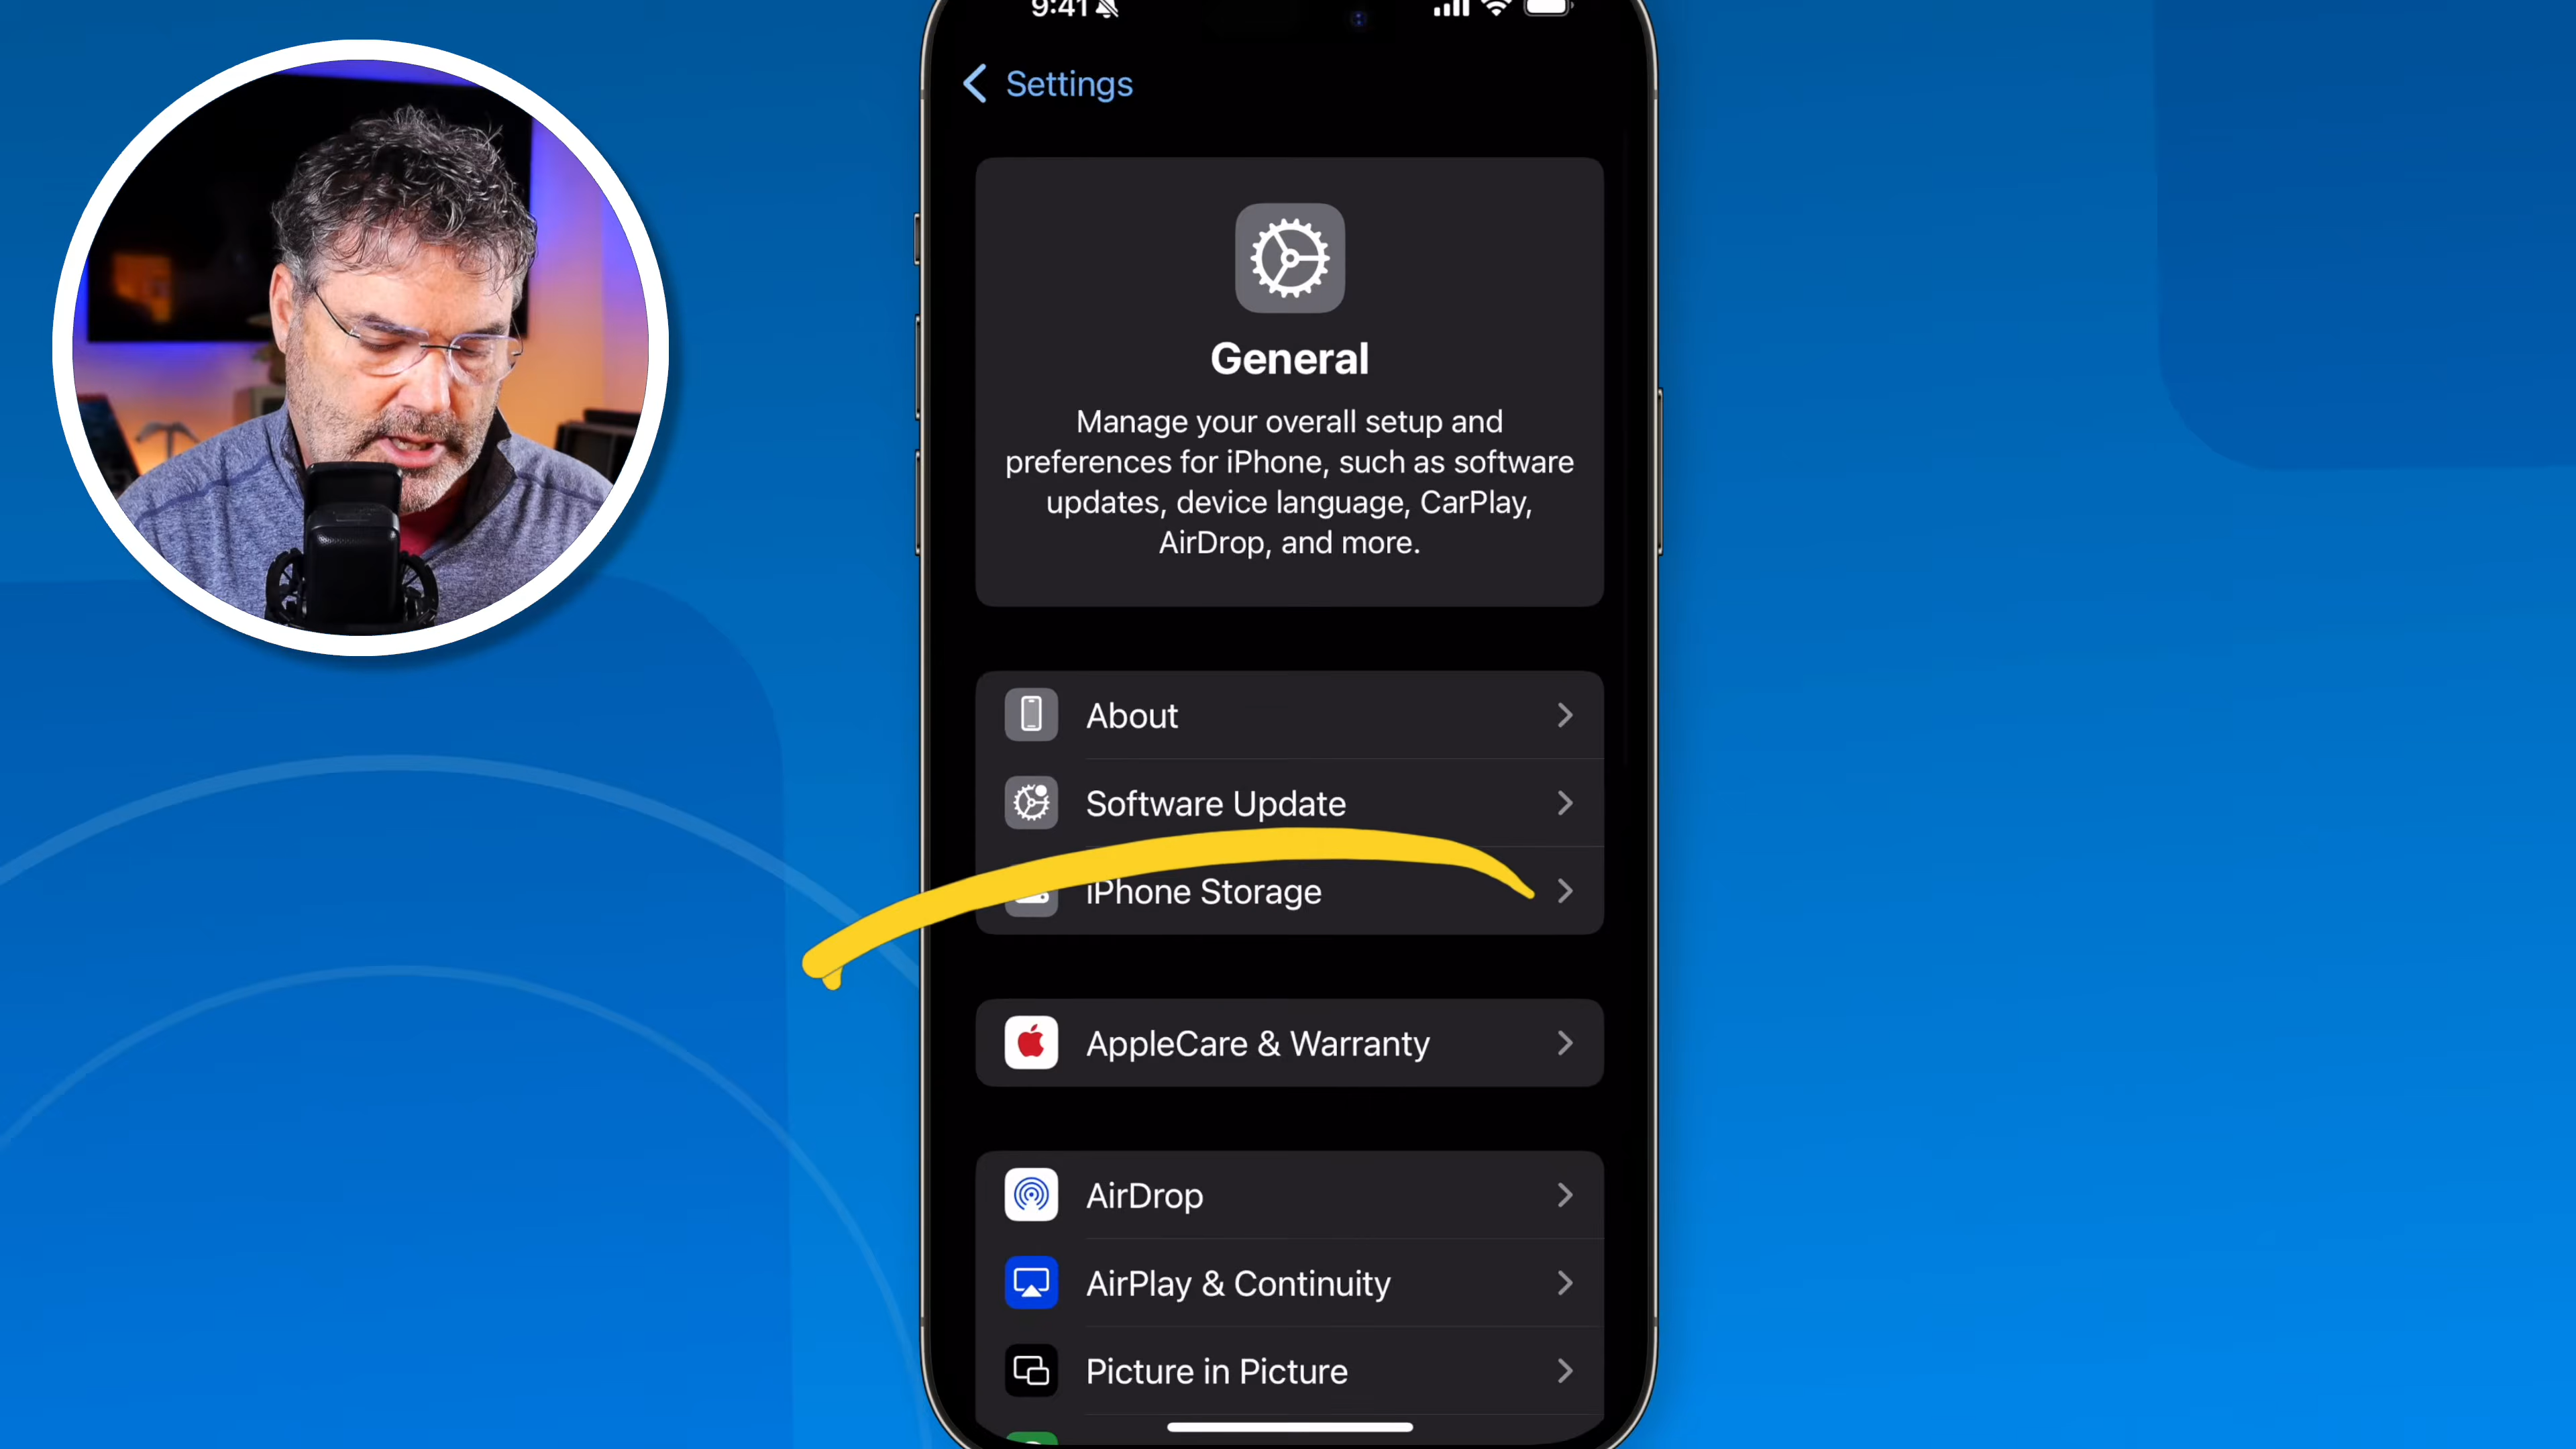 9:41
Settings
General
Manage your overall setup and
preferences for iPhone, such as software
updates, device language, CarPlay,
AirDrop, and more.
About
Software Update
iPhone Storage
AppleCare & Warranty
AirDrop
AirPlay & Continuity
Picture in Picture